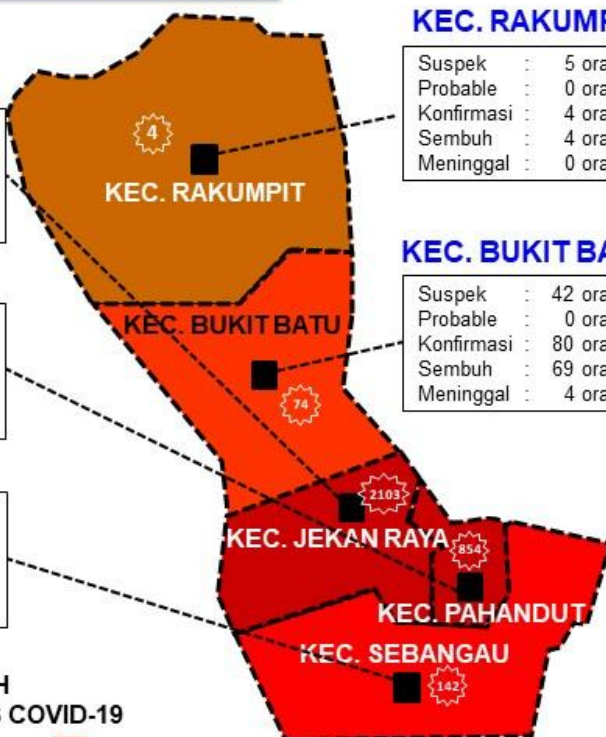 KEC. RAKUMP
Suspek : 5 ora
Probable : 0 ora
Konfirmasi : 4 ora
Sembuh : 4 ora
Meninggal : 0 ora
4
KEC. RAKUMPIT
KEC. BUKIT BA
Suspek : 42 ora
Probable : 0 ora
Konfirmasi : 80 ora
Sembuh : 69 ora
Meninggal : 4 ora
KEC. BUKIT BATU
74
2103
KEC. JEKAN RAYA
854
KEC. PAHANDUT
KEC. SEBANGAU
142
H
S COVID-19